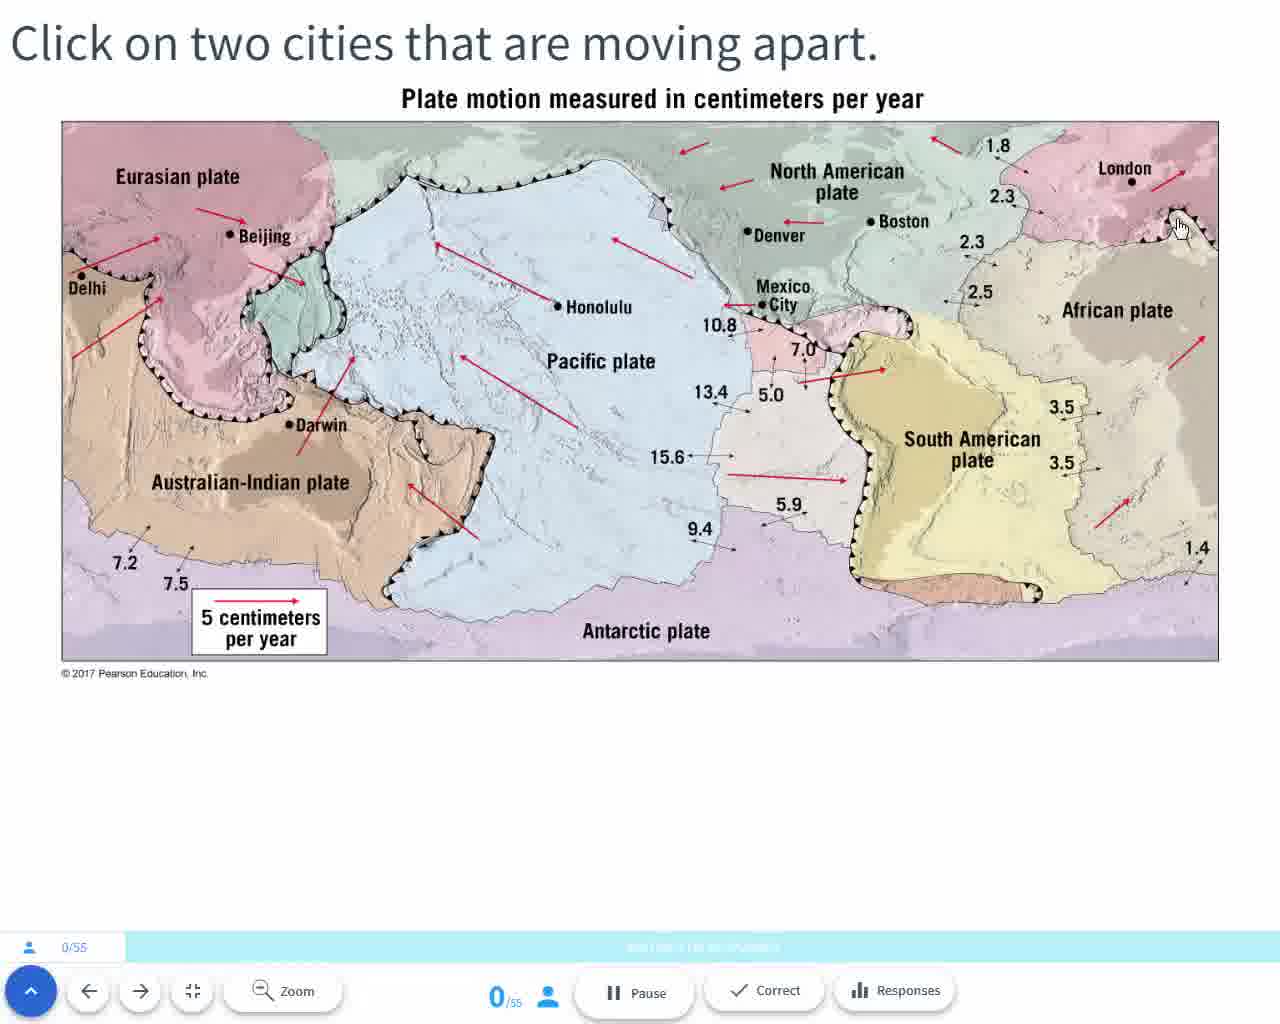 Click on two cities that are moving apart.
Plate motion measured in centimeters per year
Eurasian plate
Beijing
Delhi
North American
plate
London
Denver
Boston
Mexico
City
1.8
2.3
2.3
2.5
Honolulu
African plate
10.8
7.0
Pacific plate
13.4
5.0
3.5
Darwin
South American
plate
15.6
3.5
Australian-Indian plate
5.9
9.4
7.2
7.5
1.4
5 centimeters
per year
Antarctic plate
© 2017 Pearson Education, Inc.
0/55
Zoom
0/55
Pause
Correct
Responses